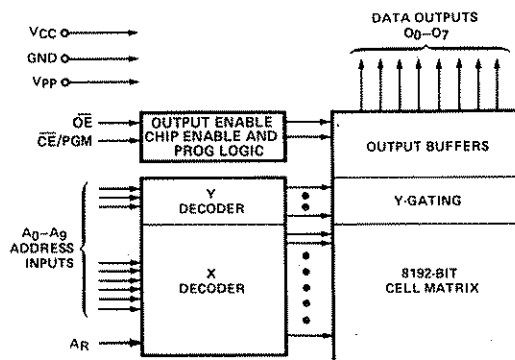 DATA OUTPUTS
O0–O7
VCC
GND
VPP
OE
CE/PGM
OUTPUT ENABLE
CHIP ENABLE AND
PROG LOGIC
OUTPUT BUFFERS
Y
DECODER
Y-GATING
A0–A9
ADDRESS
INPUTS
X
DECODER
8192-BIT
CELL MATRIX
AR